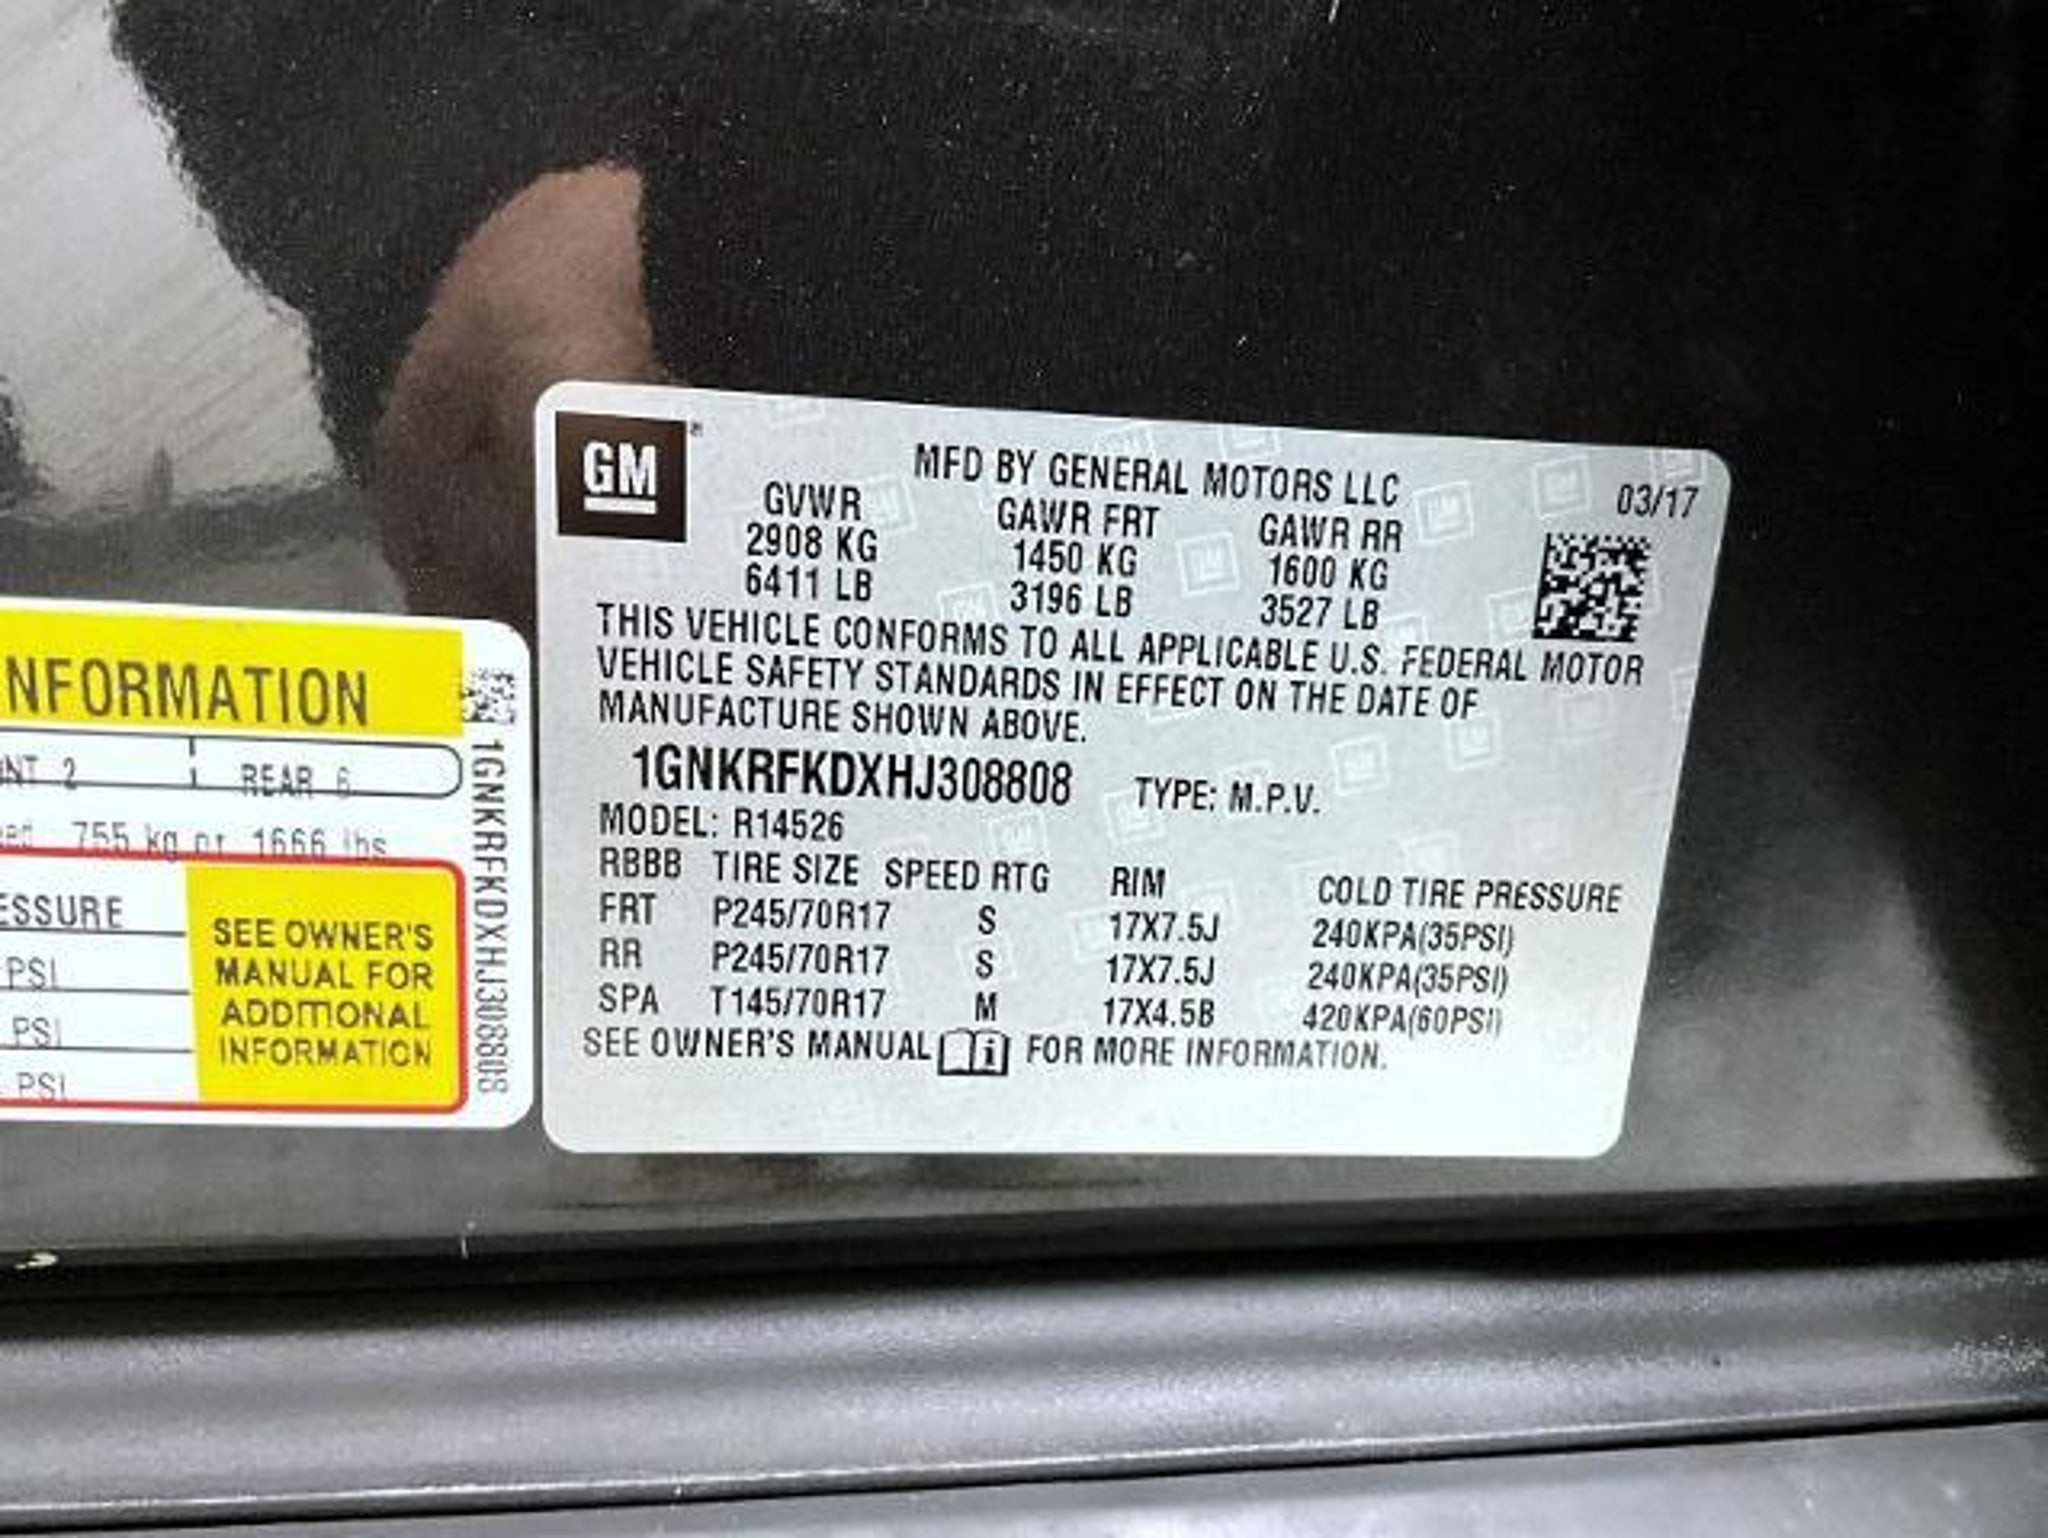 GM
MFD BY GENERAL MOTORS LLC
03/17
GVWR GAWR FRT GAWR RR
2908 KG 1450 KG 1600 KG
6411 LB 3196 LB 3527 LB
THIS VEHICLE CONFORMS TO ALL APPLICABLE U.S. FEDERAL MOTOR
VEHICLE SAFETY STANDARDS IN EFFECT ON THE DATE OF
MANUFACTURE SHOWN ABOVE.
1GNKRFKDXHJ308808 TYPE: M.P.V.
MODEL: R14526
RBBB TIRE SIZE SPEED RTG RIM COLD TIRE PRESSURE
FRT P245/70R17 S 17X7.5J 240KPA(35PSI)
RR P245/70R17 S 17X7.5J 240KPA(35PSI)
SPA T145/70R17 M 17X4.5B 420KPA(60PSI)
SEE OWNER'S MANUAL i FOR MORE INFORMATION.
NFORMATION
NT 2 REAR 6
755 kg or 1666 lbs
ESSURE
PSI
PSI
PSI
SEE OWNER'S
MANUAL FOR
ADDITIONAL
INFORMATION
1GNKRFKDXHJ308808